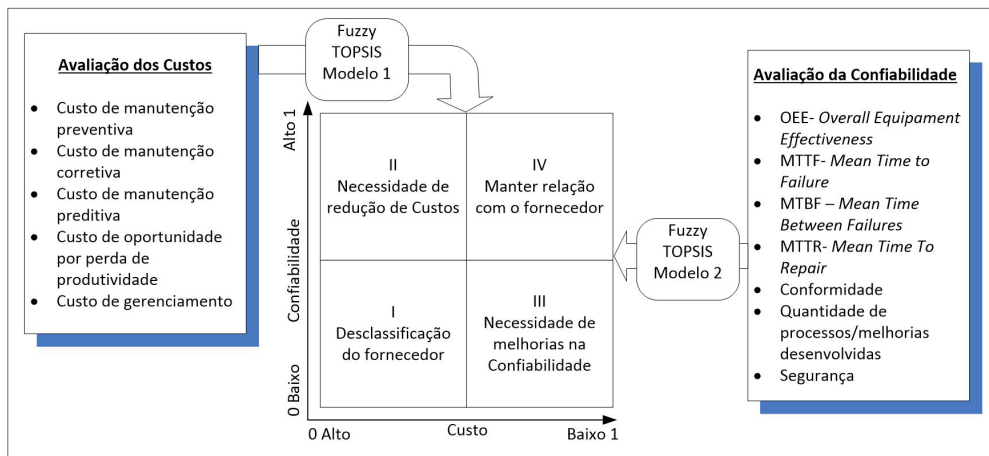 Avaliação dos Custos
● Custo de manutenção
preventiva
● Custo de manutenção
corretiva
● Custo de manutenção
preditiva
● Custo de oportunidade
por perda de
produtividade
● Custo de gerenciamento
Fuzzy
TOPSIS
Modelo 1
Alto 1
Confiabilidade
0 Baixo
II
Necessidade de
redução de Custos
IV
Manter relação
com o fornecedor
I
Desclassificação
do fornecedor
III
Necessidade de
melhorias na
Confiabilidade
0 Alto
Custo
Baixo 1
Fuzzy
TOPSIS
Modelo 2
Avaliação da Confiabilidade
● OEE- Overall Equipament
Effectiveness
● MTTF- Mean Time to
Failure
● MTBF – Mean Time
Between Failures
● MTTR- Mean Time To
Repair
● Conformidade
● Quantidade de
processos/melhorias
desenvolvidas
● Segurança